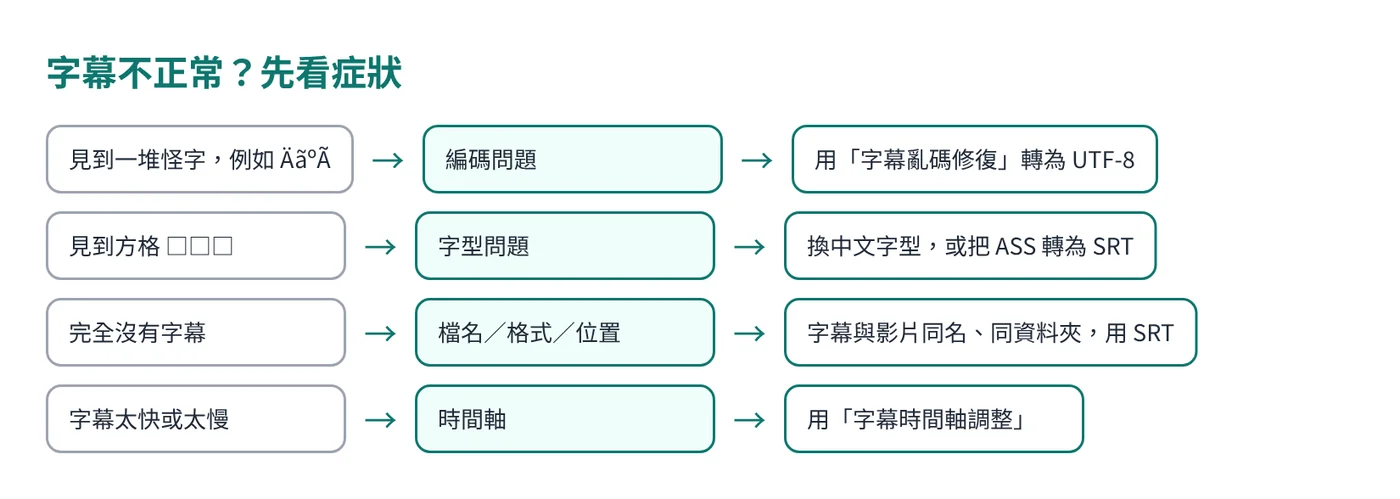 字幕不正常？先看症狀
見到一堆怪字，例如 ÄãºÃ → 編碼問題 → 用「字幕亂碼修復」轉為 UTF-8
見到方格 □□□ → 字型問題 → 換中文字型，或把 ASS 轉為 SRT
完全沒有字幕 → 檔名／格式／位置 → 字幕與影片同名、同資料夾，用 SRT
字幕太快或太慢 → 時間軸 → 用「字幕時間軸調整」